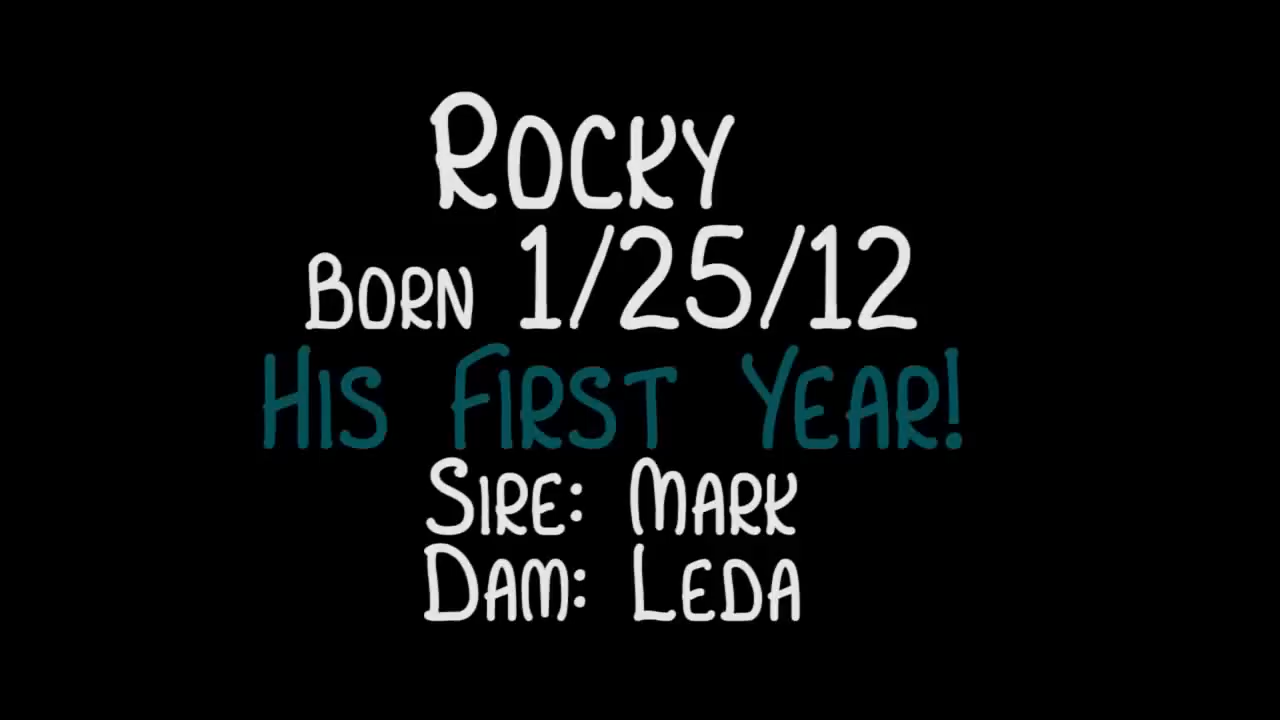 Rocky
Born 1/25/12
His First Year!
Sire: Mark
Dam: Leda